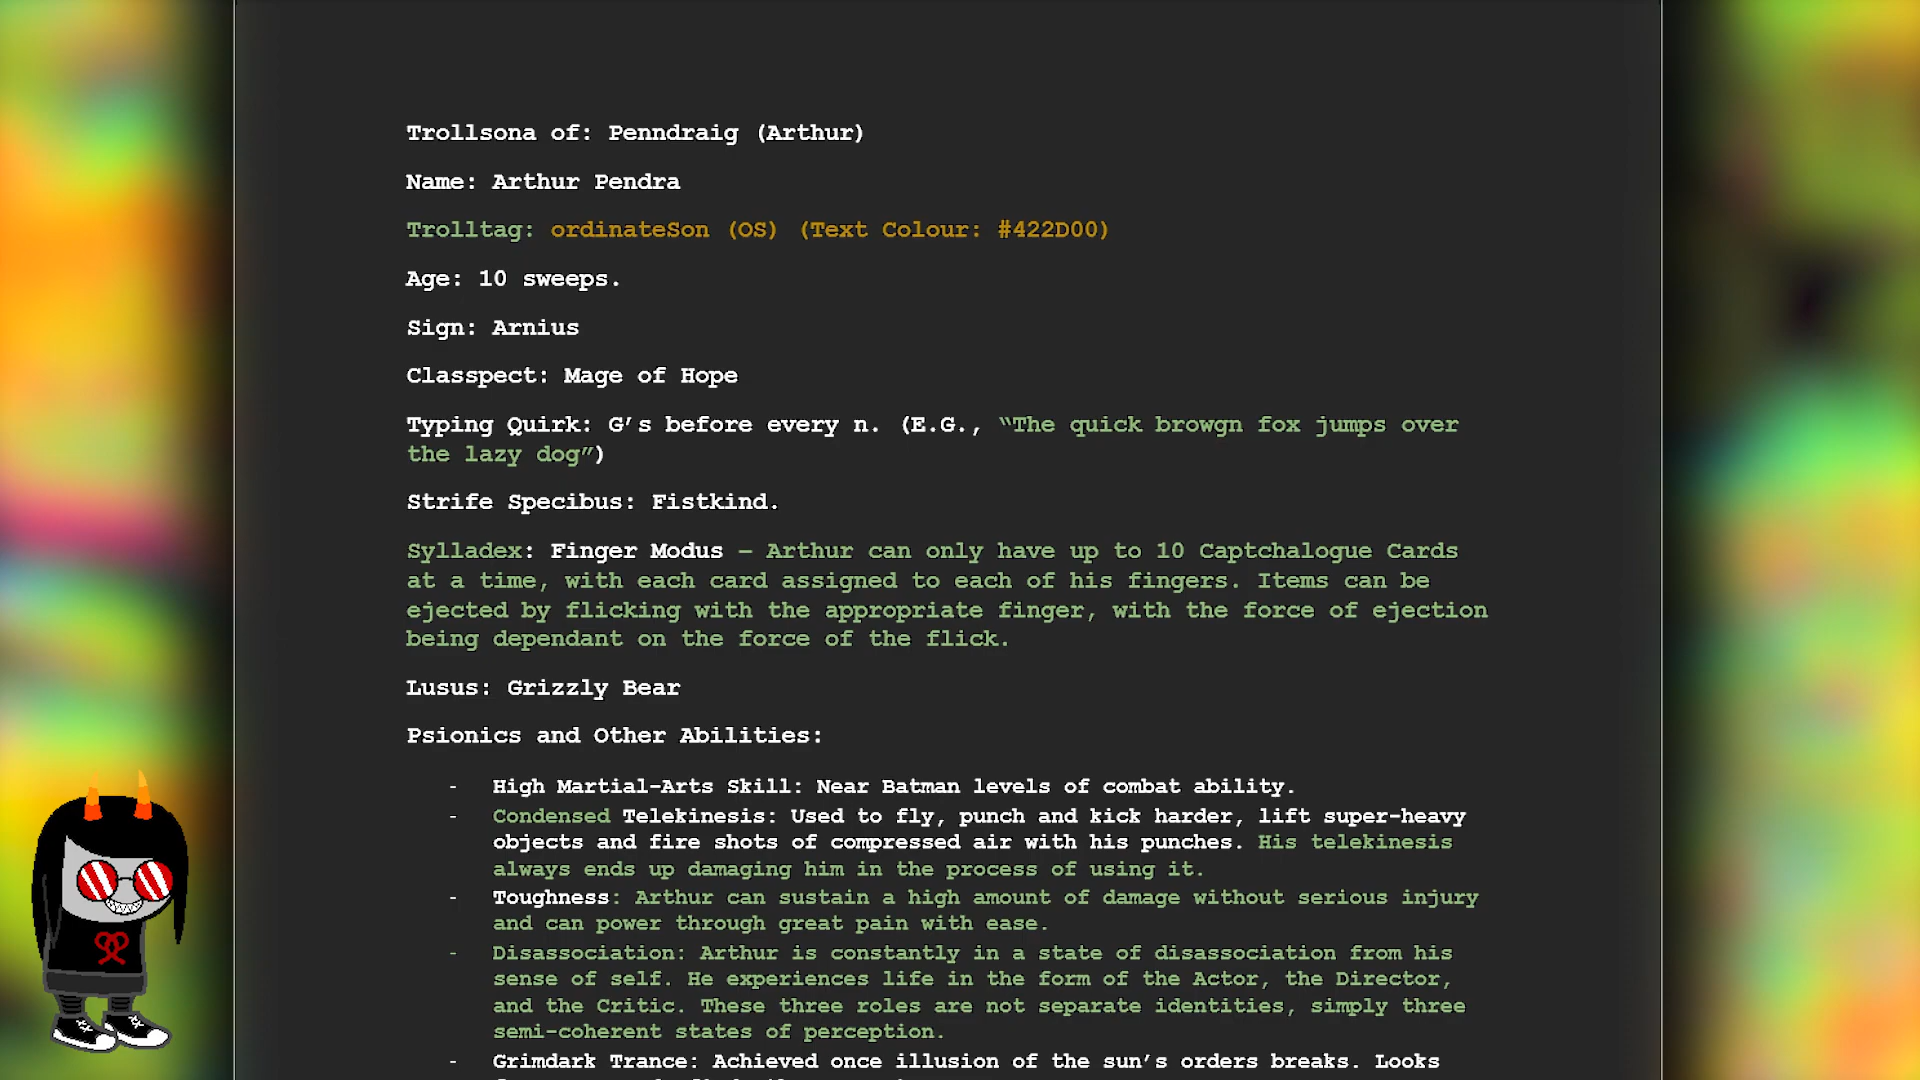 Trollsona of: Penndraig (Arthur)
Name: Arthur Pendra
Trolltag: ordinateSon (OS) (Text Colour: #422D00)
Age: 10 sweeps.
Sign: Arnius
Classpect: Mage of Hope
Typing Quirk: G’s before every n. (E.G., “The quick browgn fox jumps over
the lazy dog”)
Strife Specibus: Fistkind.
Sylladex: Finger Modus – Arthur can only have up to 10 Captchalogue Cards
at a time, with each card assigned to each of his fingers. Items can be
ejected by flicking with the appropriate finger, with the force of ejection
being dependant on the force of the flick.
Lusus: Grizzly Bear
Psionics and Other Abilities:
- High Martial-Arts Skill: Near Batman levels of combat ability.
- Condensed Telekinesis: Used to fly, punch and kick harder, lift super-heavy
objects and fire shots of compressed air with his punches. His telekinesis
always ends up damaging him in the process of using it.
- Toughness: Arthur can sustain a high amount of damage without serious injury
and can power through great pain with ease.
- Disassociation: Arthur is constantly in a state of disassociation from his
sense of self. He experiences life in the form of the Actor, the Director,
and the Critic. These three roles are not separate identities, simply three
semi-coherent states of perception.
- Grimdark Trance: Achieved once illusion of the sun’s orders breaks. Looks